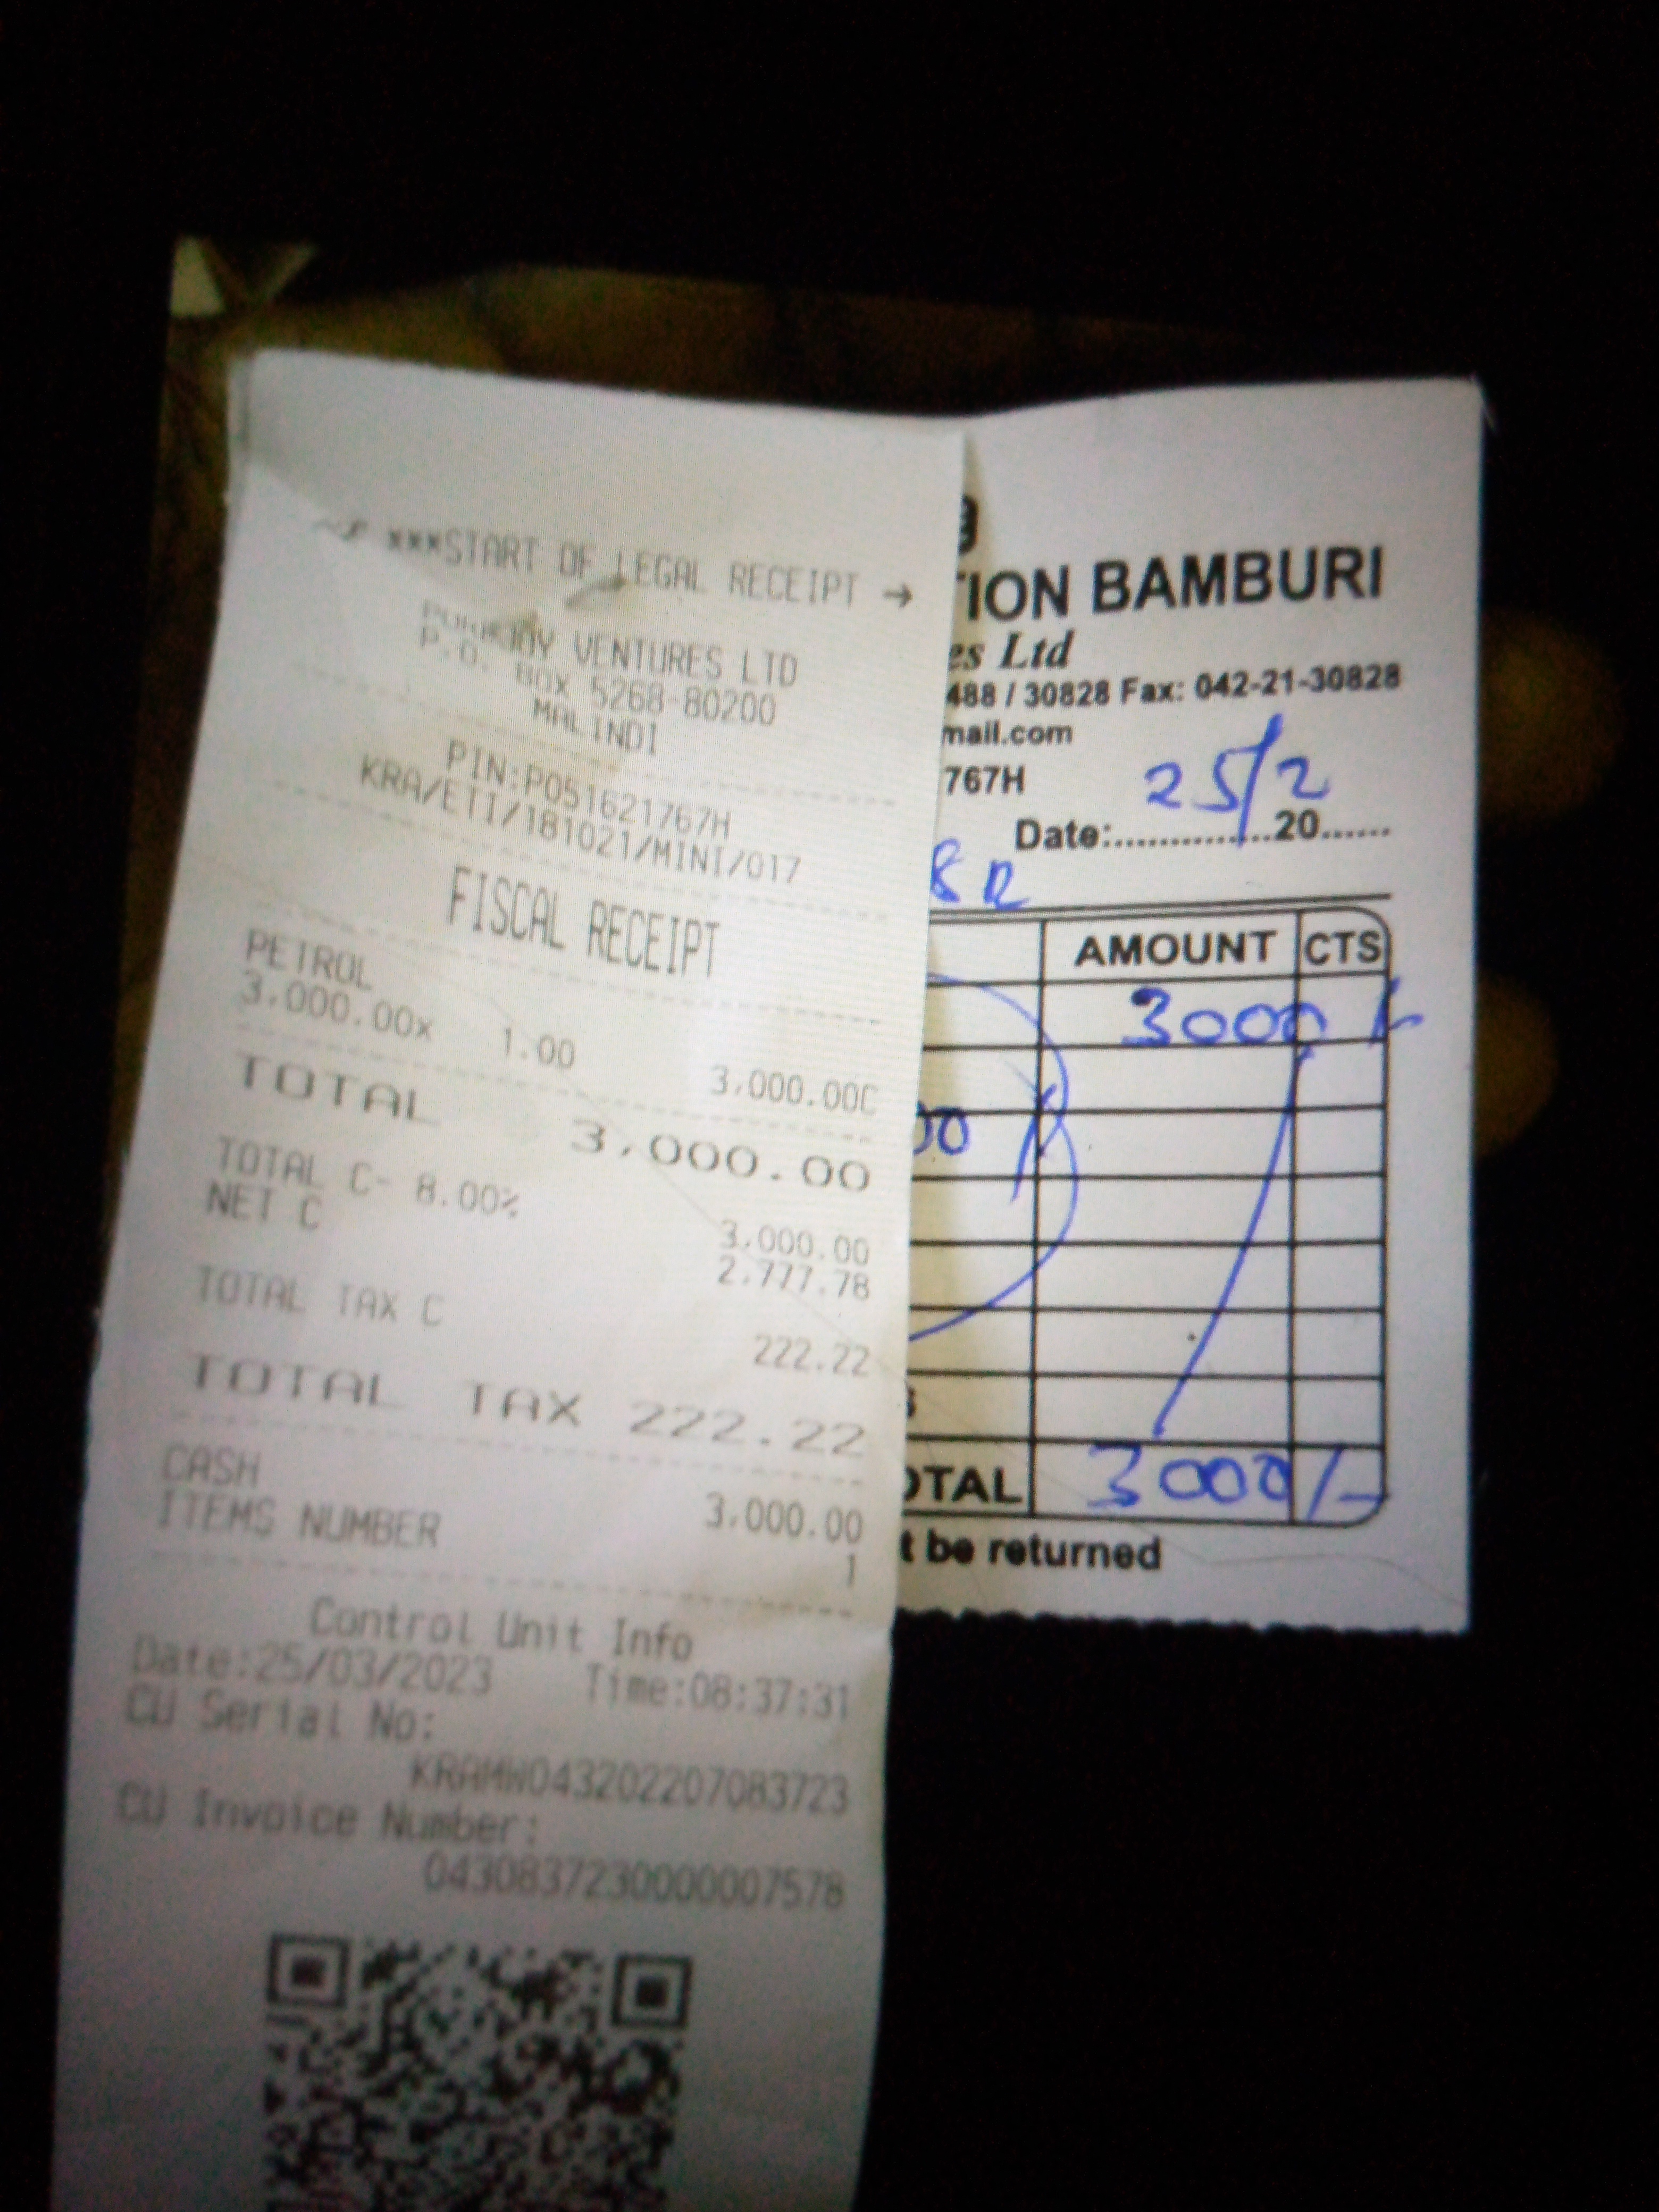 ***START OF LEGAL RECEIPT →
VENTURES LTD
P.O. BOX 5268-80200
MALINDI
PIN:P051621767H
KRA/ETI/181021/MINI/017
FISCAL RECEIPT
PETROL
3,000.00x 1.00 3,000.00C
TOTAL 3,000.00
TOTAL C- 8.00% 3,000.00
NET C 2,777.78
TOTAL TAX C 222.22
TOTAL TAX 222.22
CASH 3,000.00
ITEMS NUMBER 1
Control Unit Info
Date:25/03/2023 Time:08:37:31
CU Serial No:
KRAMW043202207083723
CU Invoice Number:
0430837230000007578
TION BAMBURI
es Ltd
488 / 30828 Fax: 042-21-30828
mail.com
767H
25/2
Date:...............20.......
8R
AMOUNT CTS
3000/-
00
OTAL 3000/-
t be returned